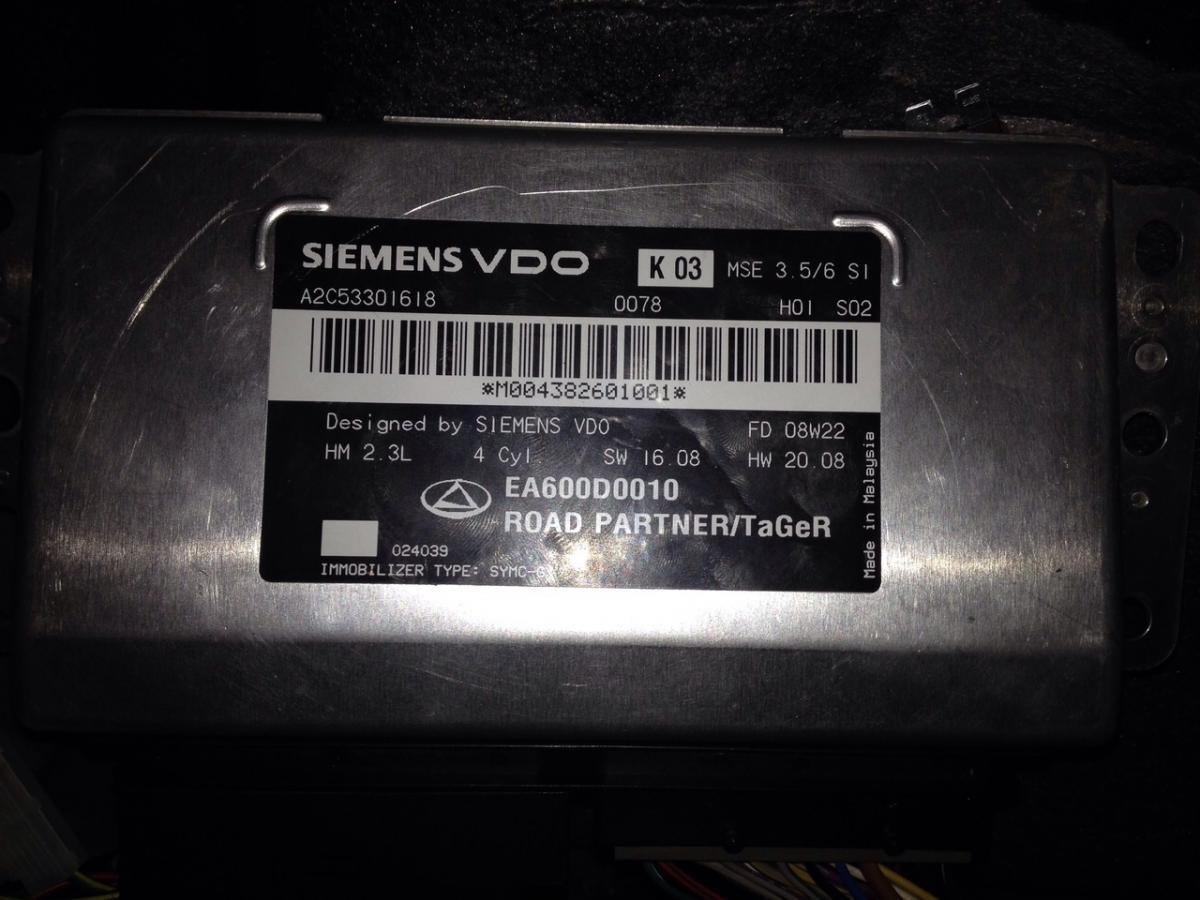 SIEMENS VDO K 03 MSE 3.5/6 S1
A2C53301618 0078 H01 S02
*M004382601001*
Designed by SIEMENS VDO FD 08W22
HM 2.3L 4 Cyl. SW 16.08 HW 20.08
EA600D0010
ROAD PARTNER/TaGeR
024039
IMMOBILIZER TYPE:
Made in Malaysia